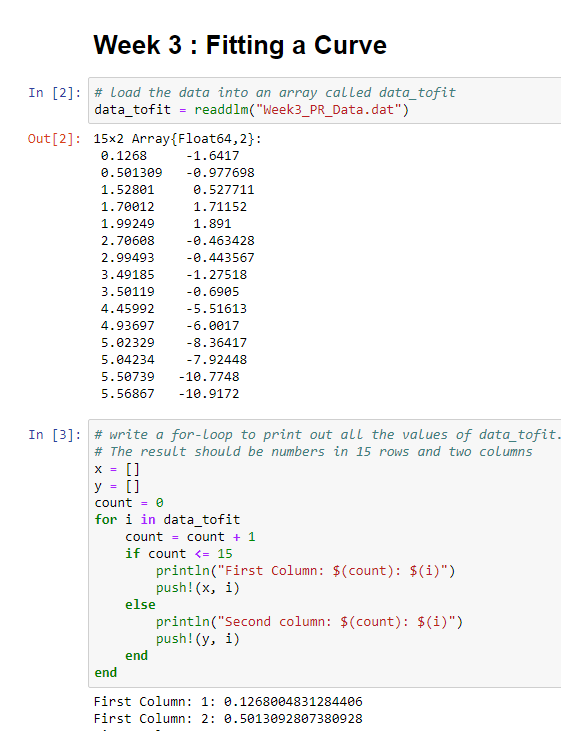 Week 3 : Fitting a Curve
In [2]: # load the data into an array called data_tofit
data_tofit = readdlm("Week3_PR_Data.dat")
Out[2]: 15×2 Array{Float64,2}:
0.1268 -1.6417
0.501309 -0.977698
1.52801 0.527711
1.70012 1.71152
1.99249 1.891
2.70608 -0.463428
2.99493 -0.443567
3.49185 -1.27518
3.50119 -0.6905
4.45992 -5.51613
4.93697 -6.0017
5.02329 -8.36417
5.04234 -7.92448
5.50739 -10.7748
5.56867 -10.9172
In [3]: # write a for-loop to print out all the values of data_tofit.
# The result should be numbers in 15 rows and two columns
x = []
y = []
count = 0
for i in data_tofit
    count = count + 1
    if count <= 15
        println("First Column: $(count): $(i)")
        push!(x, i)
    else
        println("Second column: $(count): $(i)")
        push!(y, i)
    end
end
First Column: 1: 0.1268004831284406
First Column: 2: 0.5013092807380928